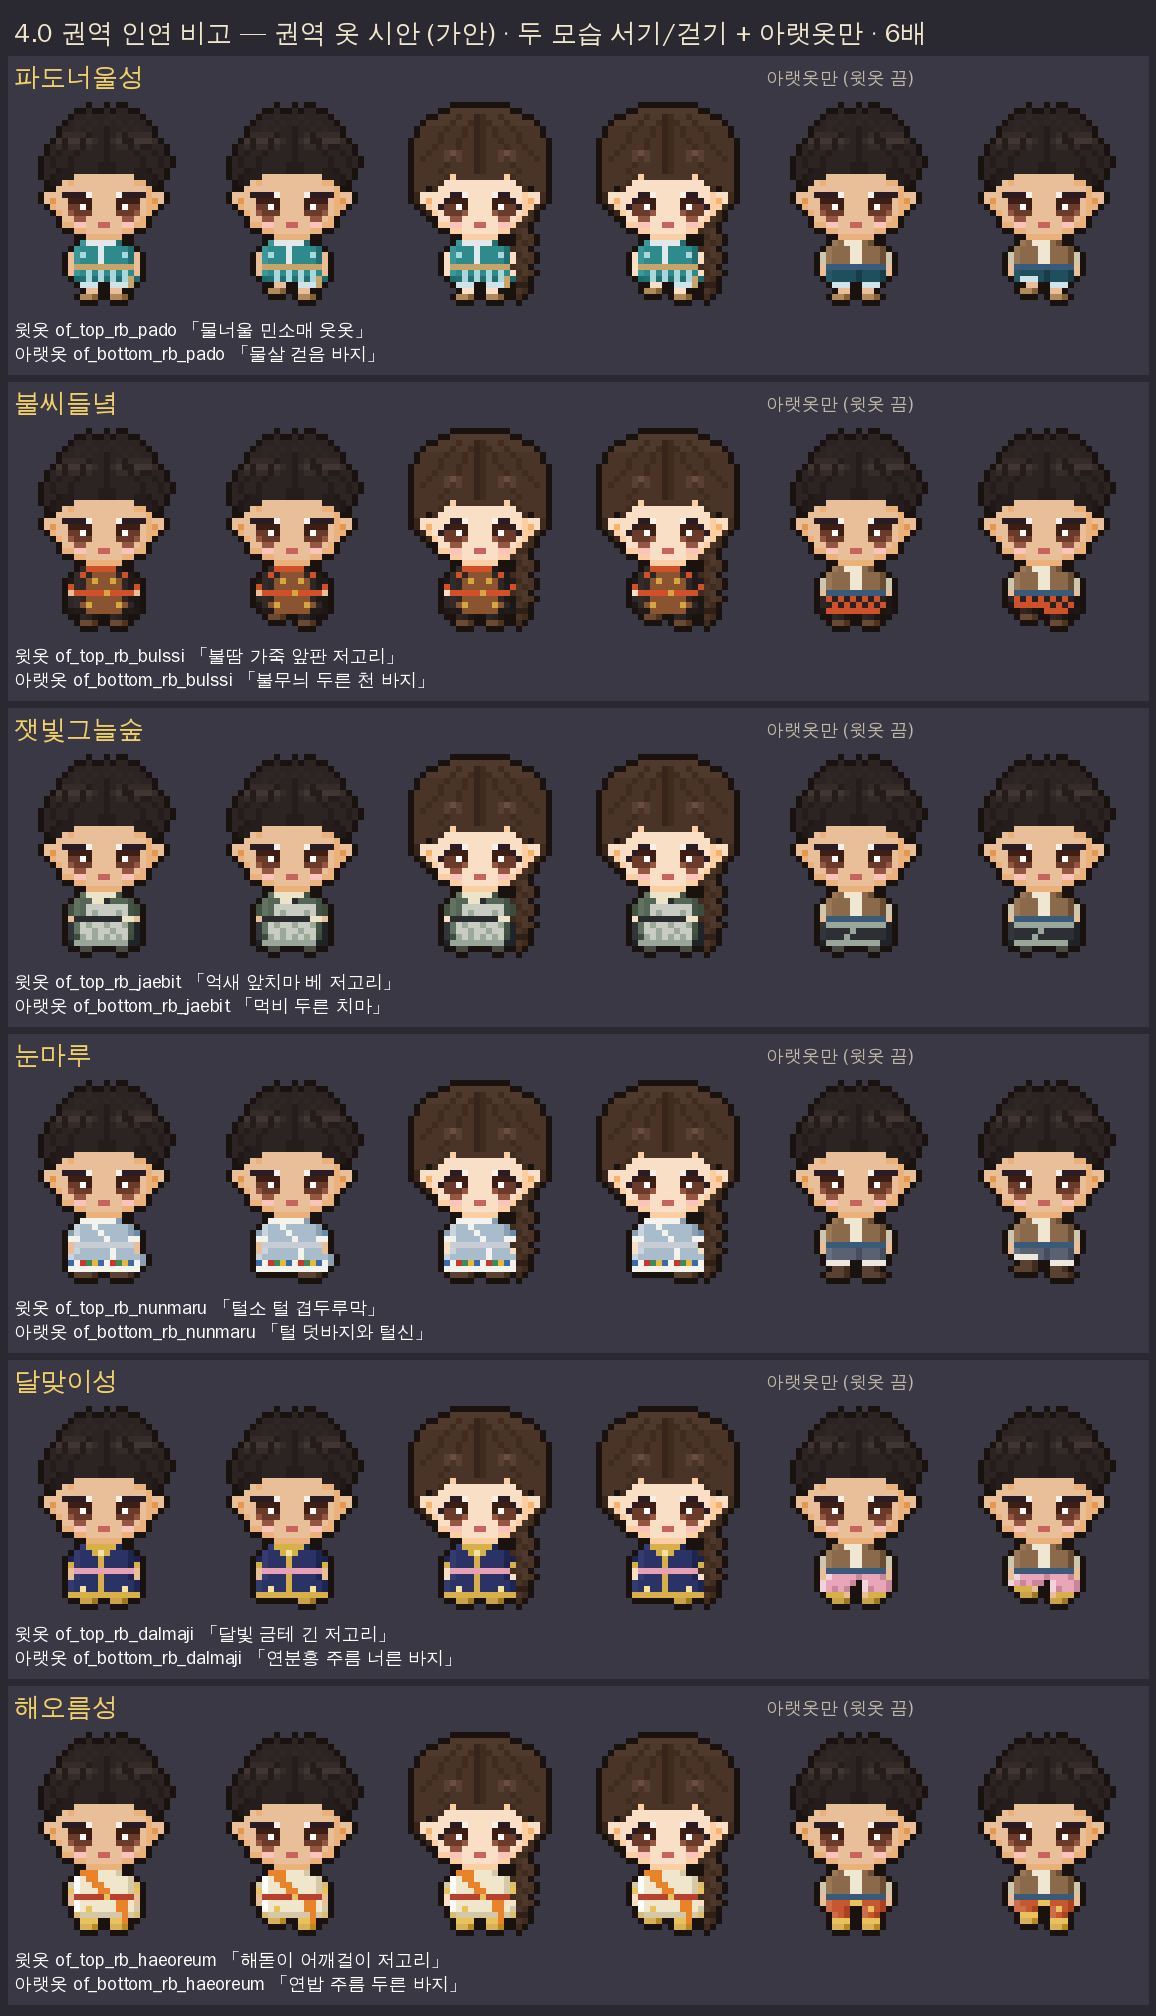 4.0 권역 인연 비고 — 권역 옷 시안 (가안) · 두 모습 서기/걷기 + 아랫옷만 · 6배
파도너울성
아랫옷만 (윗옷 끔)
윗옷 of_top_rb_pado 「물너울 민소매 웃옷」
아랫옷 of_bottom_rb_pado 「물살 걷음 바지」
불씨들녘
아랫옷만 (윗옷 끔)
윗옷 of_top_rb_bulssi 「불땀 가죽 앞판 저고리」
아랫옷 of_bottom_rb_bulssi 「불무늬 두른 천 바지」
잿빛그늘숲
아랫옷만 (윗옷 끔)
윗옷 of_top_rb_jaebit 「억새 앞치마 베 저고리」
아랫옷 of_bottom_rb_jaebit 「먹비 두른 치마」
눈마루
아랫옷만 (윗옷 끔)
윗옷 of_top_rb_nunmaru 「털소 털 겹두루막」
아랫옷 of_bottom_rb_nunmaru 「털 덧바지와 털신」
달맞이성
아랫옷만 (윗옷 끔)
윗옷 of_top_rb_dalmaji 「달빛 금테 긴 저고리」
아랫옷 of_bottom_rb_dalmaji 「연분홍 주름 너른 바지」
해오름성
아랫옷만 (윗옷 끔)
윗옷 of_top_rb_haeoreum 「해돋이 어깨걸이 저고리」
아랫옷 of_bottom_rb_haeoreum 「연밥 주름 두른 바지」